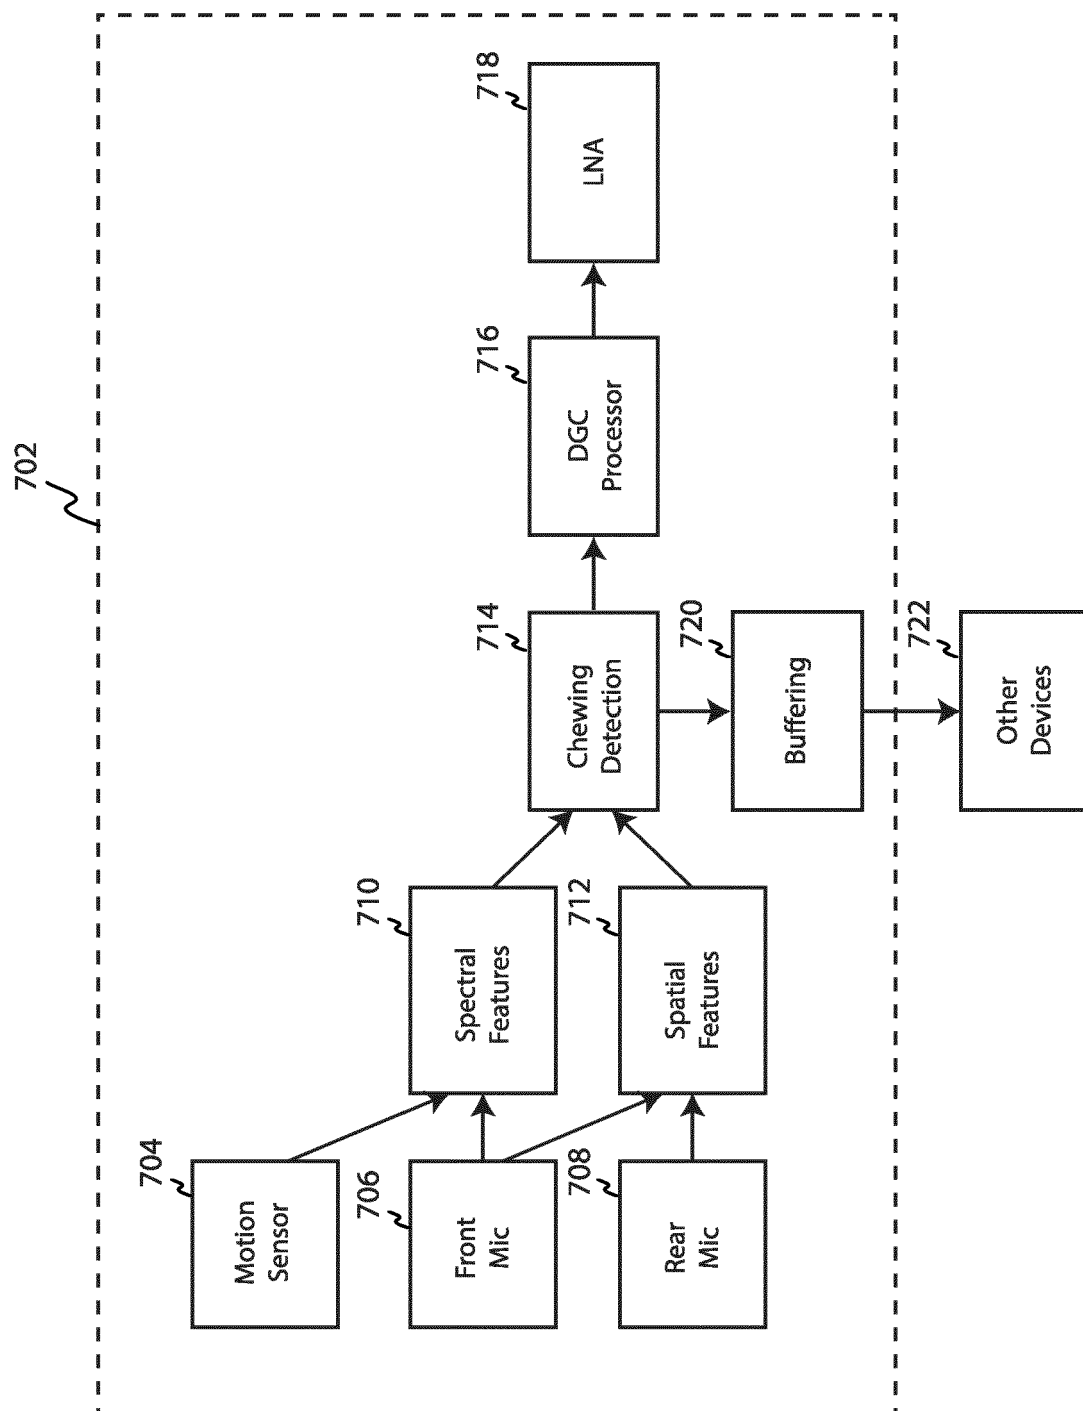 702
704
Motion
Sensor
706
Front
Mic
708
Rear
Mic
710
Spectral
Features
712
Spatial
Features
714
Chewing
Detection
716
DGC
Processor
718
LNA
720
Buffering
722
Other
Devices